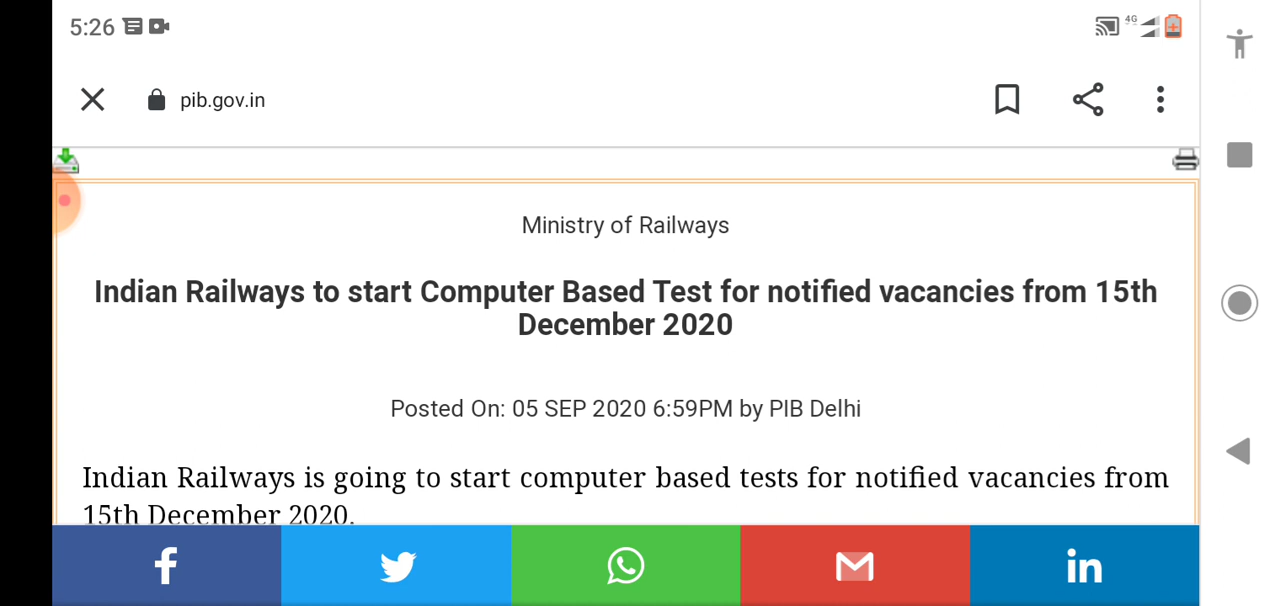 5:26
4G
pib.gov.in
Ministry of Railways
Indian Railways to start Computer Based Test for notified vacancies from 15th
December 2020
Posted On: 05 SEP 2020 6:59PM by PIB Delhi
Indian Railways is going to start computer based tests for notified vacancies from
15th December 2020.